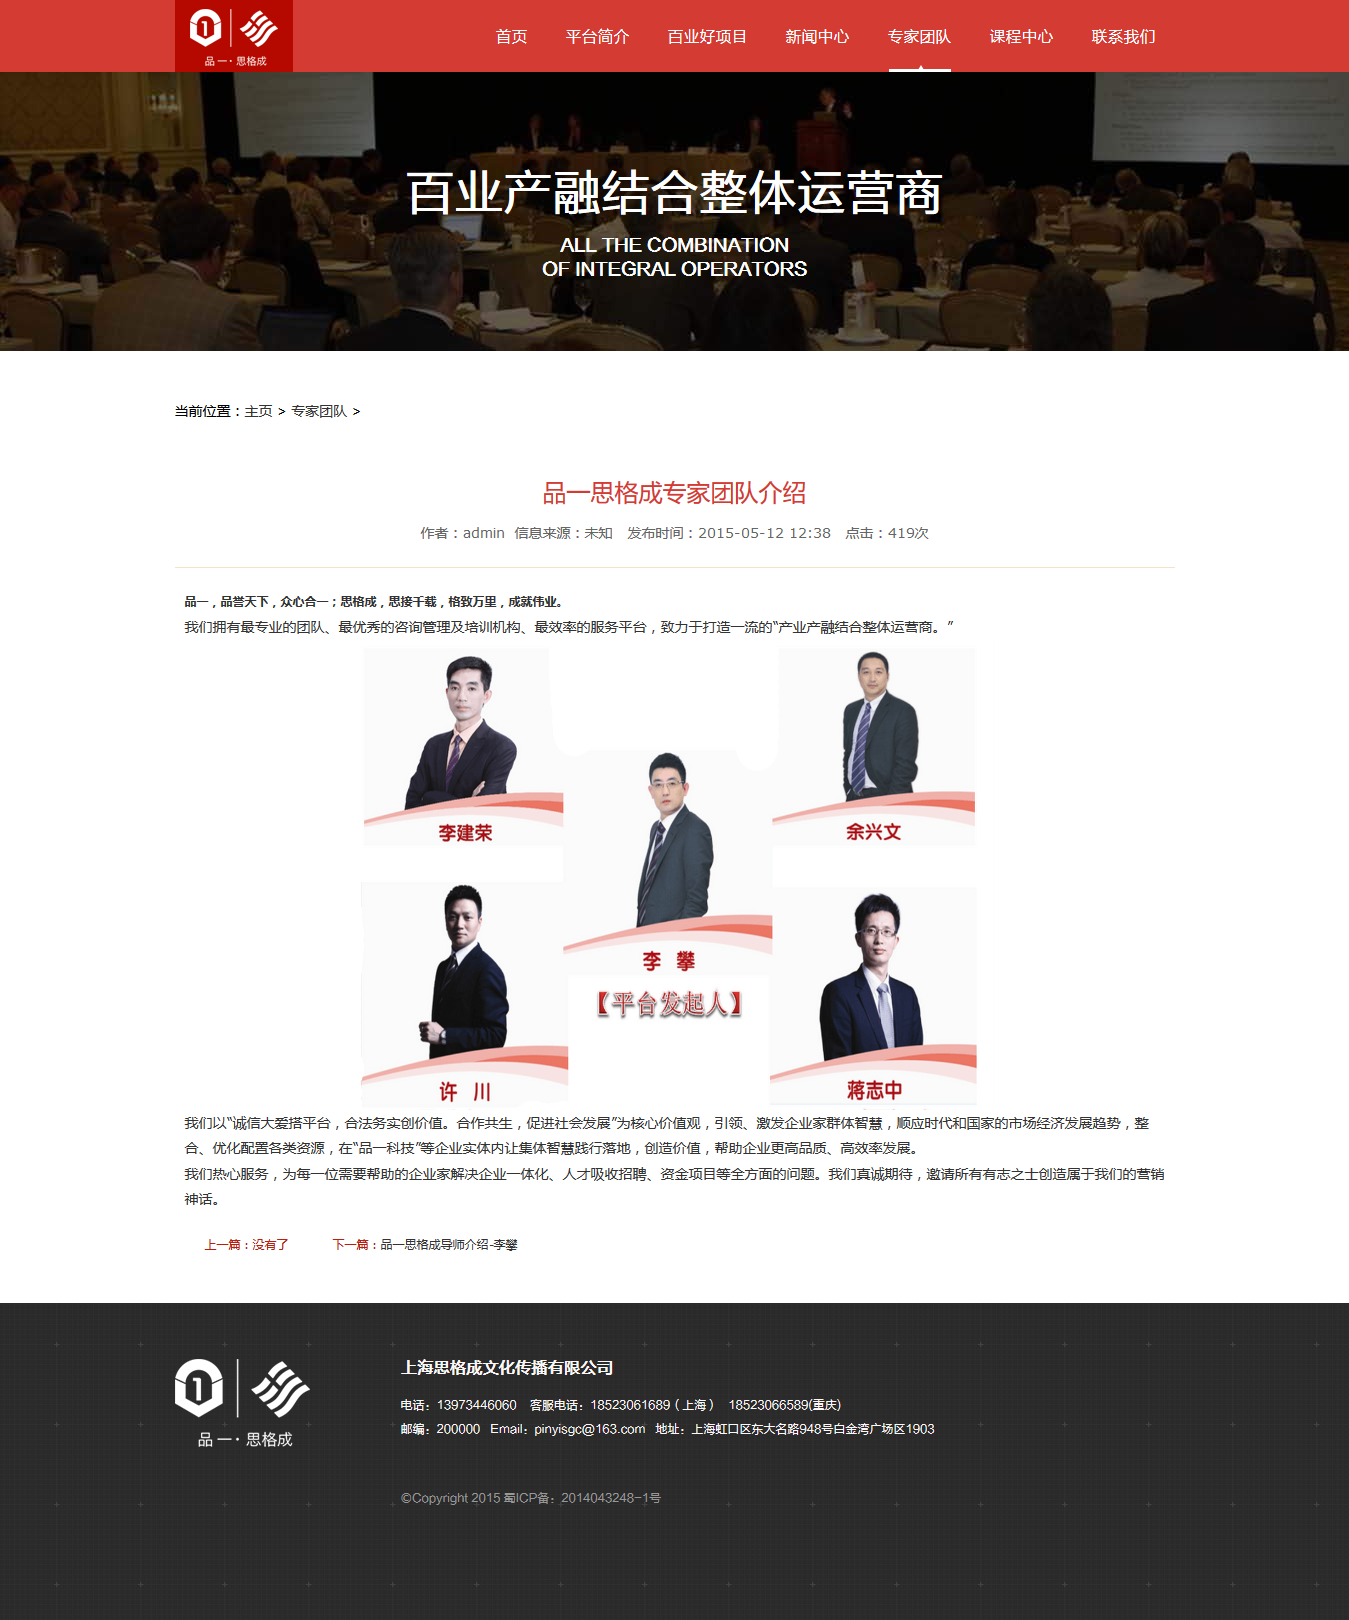 品一·思格成
首页 平台简介 百业好项目 新闻中心 专家团队 课程中心 联系我们
百业产融结合整体运营商
ALL THE COMBINATION
OF INTEGRAL OPERATORS
当前位置：主页 > 专家团队 >
品一思格成专家团队介绍
作者：admin 信息来源：未知 发布时间：2015-05-12 12:38 点击：419次
品一，品誉天下，众心合一；思格成，思接千载，格致万里，成就伟业。
我们拥有最专业的团队、最优秀的咨询管理及培训机构、最效率的服务平台，致力于打造一流的“产业产融结合整体运营商。”
李建荣
余兴文
李 攀
【平台发起人】
许 川
蒋志中
我们以“诚信大爱搭平台，合法务实创价值。合作共生，促进社会发展”为核心价值观，引领、激发企业家群体智慧，顺应时代和国家的市场经济发展趋势，整
合、优化配置各类资源，在“品一科技”等企业实体内让集体智慧践行落地，创造价值，帮助企业更高品质、高效率发展。
我们热心服务，为每一位需要帮助的企业家解决企业一体化、人才吸收招聘、资金项目等全方面的问题。我们真诚期待，邀请所有有志之士创造属于我们的营销
神话。
上一篇：没有了 下一篇：品一思格成导师介绍-李攀
上海思格成文化传播有限公司
电话：13973446060 客服电话：18523061689（上海） 18523066589(重庆)
邮编：200000 Email：pinyisgc@163.com 地址：上海虹口区东大名路948号白金湾广场区1903
品一·思格成
©Copyright 2015 蜀ICP备：2014043248-1号